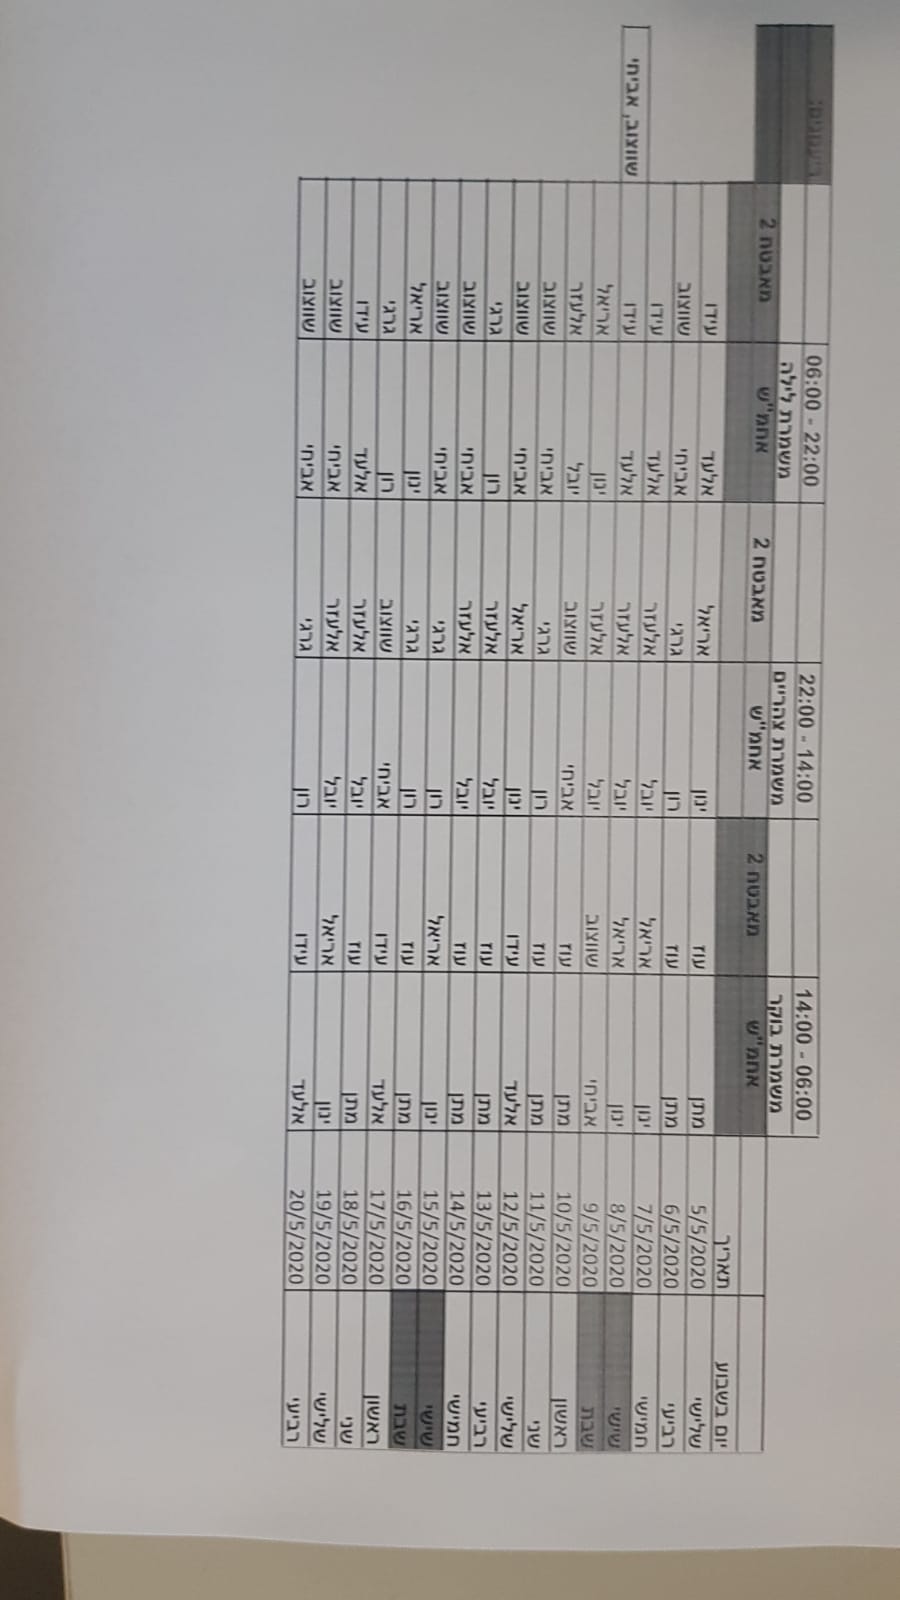 14:00 - 06:00 22:00 - 14:00 06:00 - 22:00 ריענונים:
משמרת בוקר משמרת צהריים משמרת לילה
אחמ"ש מאבטח 2 אחמ"ש מאבטח 2 אחמ"ש מאבטח 2
יום בשבוע תאריך
שלישי 5/5/2020 מתן עוז ינון אריאל אלעד עידו
רביעי 6/5/2020 מתן עוז רון גרגי אביחי שווצוב
חמישי 7/5/2020 ינון אריאל יובל אלעזר אלעד עידו
שישי 8/5/2020 ינון אריאל יובל אלעזר אלעד עידו שווצוב, אביחי
שבת 9/5/2020 אביחי שווצוב יובל אלעזר ינון אריאל
ראשון 10/5/2020 מתן עוז אביחי שווצוב יובל אלעזר
שני 11/5/2020 מתן עוז רון גרגי אביחי שווצוב
שלישי 12/5/2020 אלעד עידו ינון אריאל אביחי שווצוב
רביעי 13/5/2020 מתן עוז יובל אלעזר רון גרגי
חמישי 14/5/2020 מתן עוז יובל אלעזר אביחי שווצוב
שישי 15/5/2020 ינון אריאל רון גרגי אביחי שווצוב
שבת 16/5/2020 מתן עוז רון גרגי ינון אריאל
ראשון 17/5/2020 אלעד עידו אביחי שווצוב רון גרגי
שני 18/5/2020 מתן עוז יובל אלעזר אלעד עידו
שלישי 19/5/2020 ינון אריאל יובל אלעזר אביחי שווצוב
רביעי 20/5/2020 אלעד עידו רון גרגי אביחי שווצוב